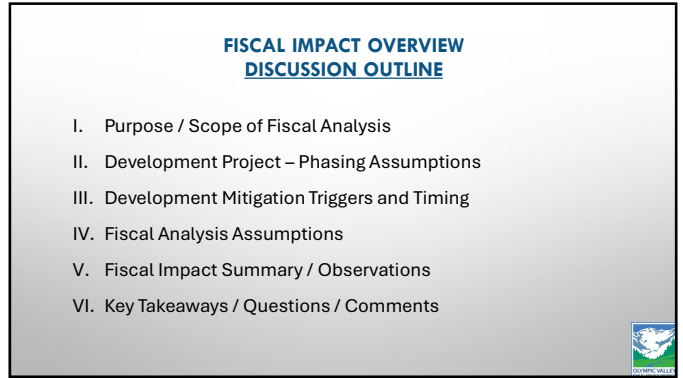 FISCAL IMPACT OVERVIEW
DISCUSSION OUTLINE
I. Purpose / Scope of Fiscal Analysis
II. Development Project – Phasing Assumptions
III. Development Mitigation Triggers and Timing
IV. Fiscal Analysis Assumptions
V. Fiscal Impact Summary / Observations
VI. Key Takeaways / Questions / Comments
OLYMPIC VALLEY